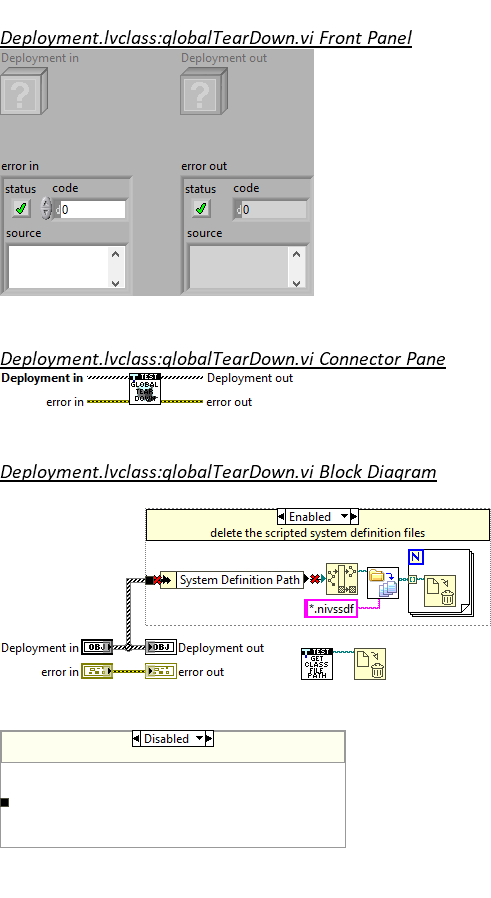 Deployment.lvclass:globalTearDown.vi Front Panel
Deployment in
Deployment out
?
?
error in
error out
status
code
status
code
0
0
source
source
Deployment.lvclass:globalTearDown.vi Connector Pane
Deployment in
TEST
GLOBAL
TEAR
DOWN
Deployment out
error in
error out
Deployment.lvclass:globalTearDown.vi Block Diagram
Enabled
delete the scripted system definition files
N
System Definition Path
*.nivssdf
Deployment in
OBJ
OBJ
Deployment out
error in
error out
TEST
GET
CLASS
FILE
PATH
Disabled